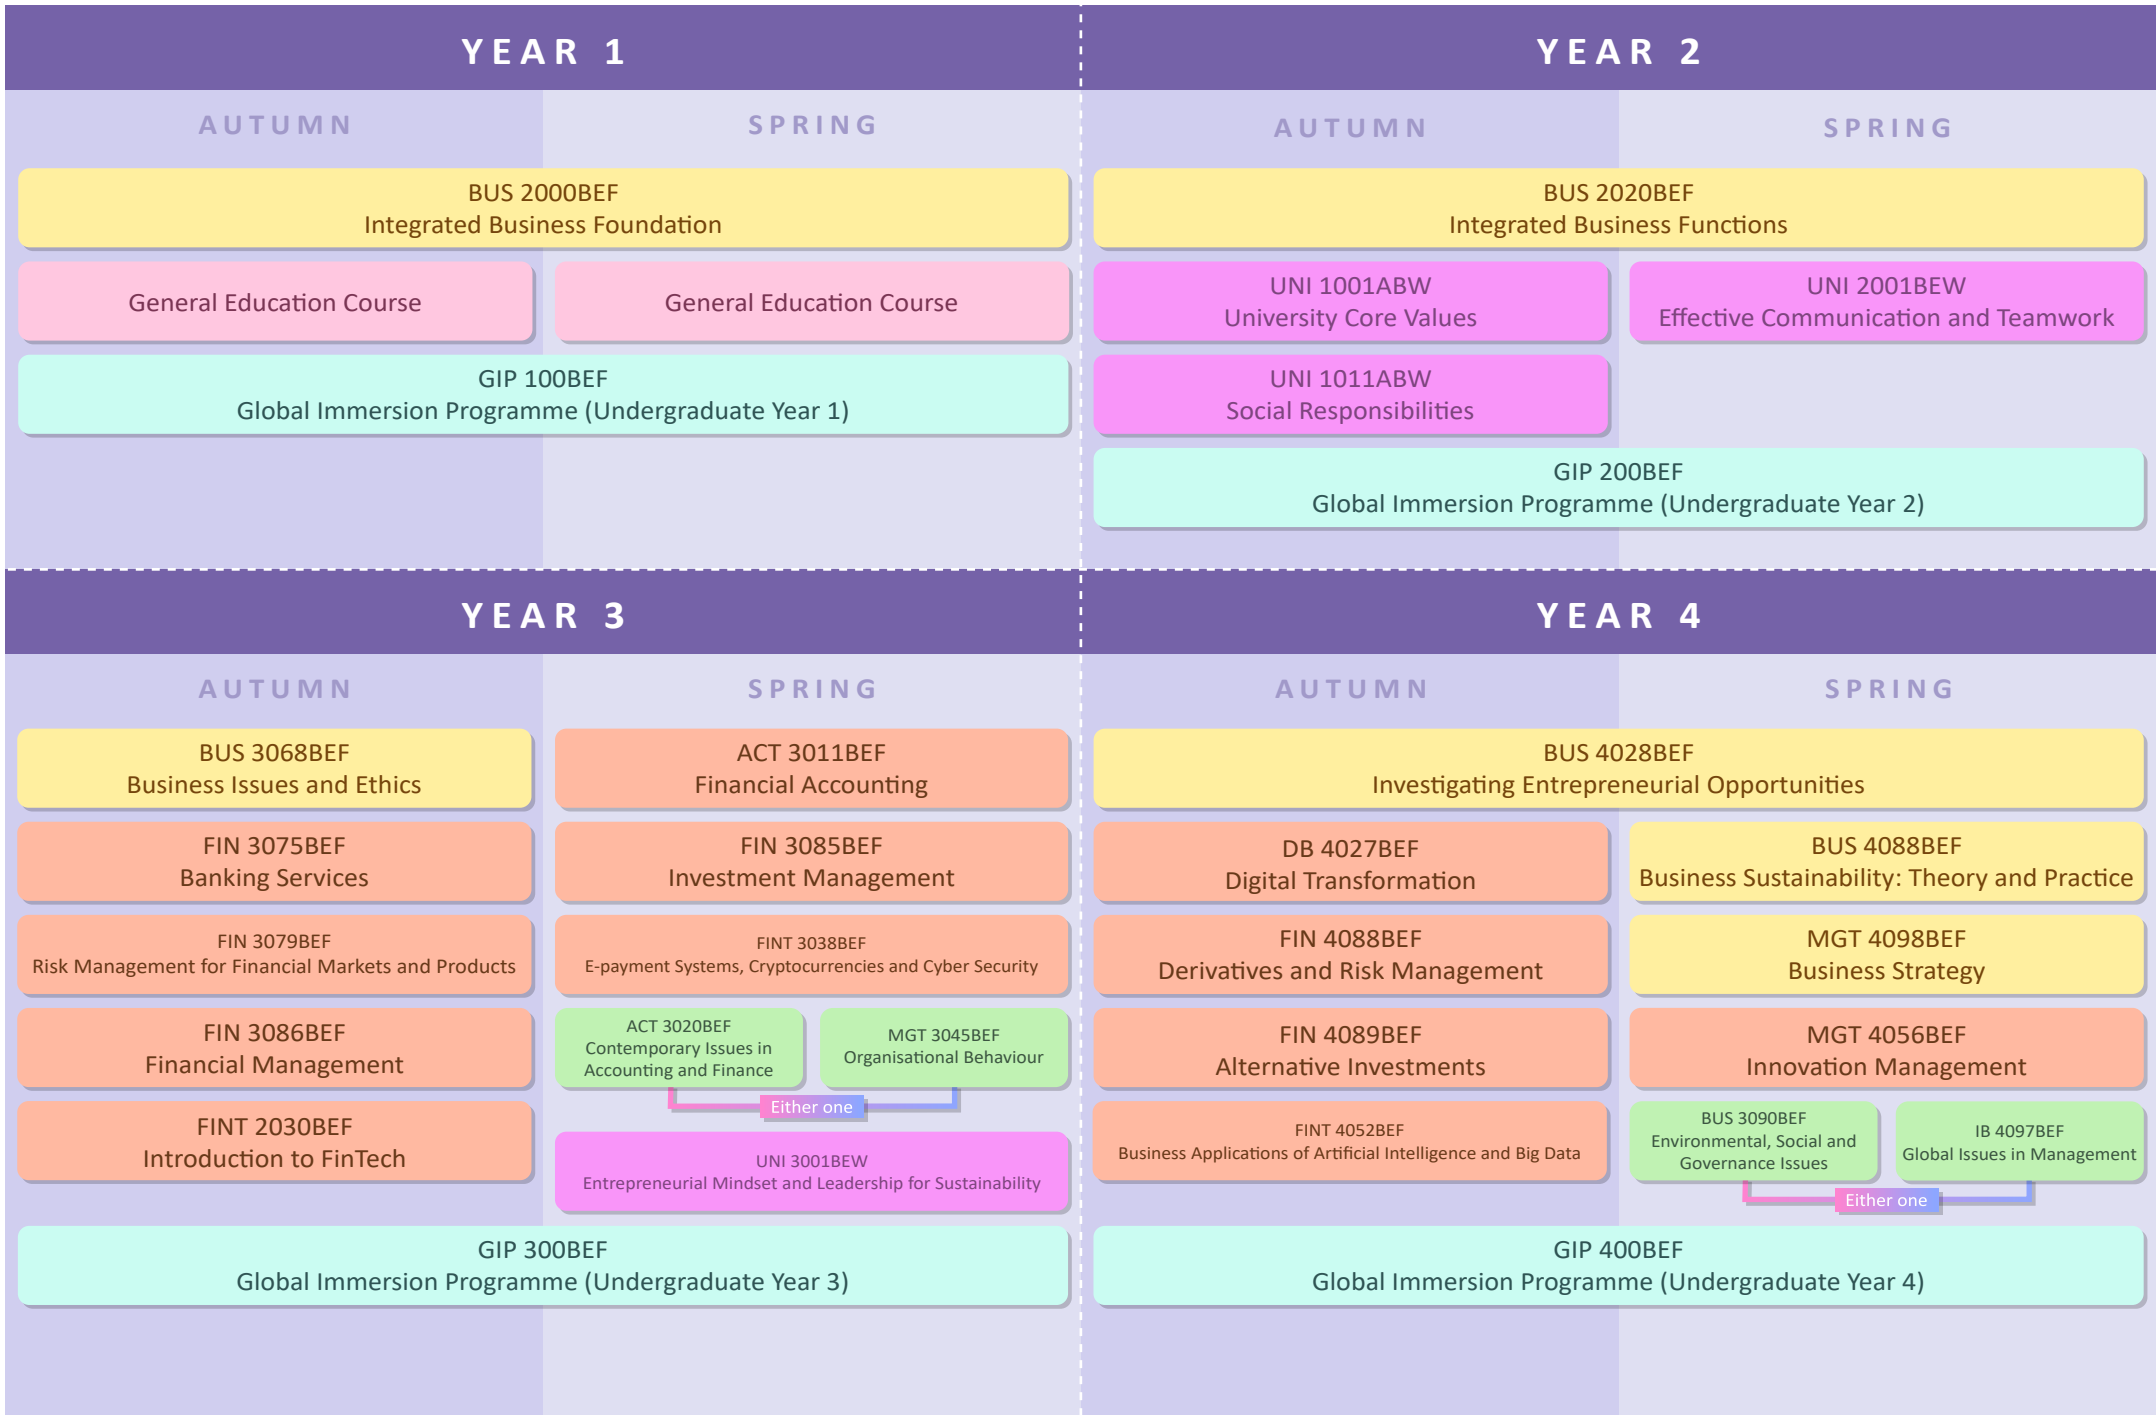 YEAR 1
AUTUMN
SPRING
BUS 2000BEF
Integrated Business Foundation
General Education Course
General Education Course
GIP 100BEF
Global Immersion Programme (Undergraduate Year 1)
YEAR 2
AUTUMN
SPRING
BUS 2020BEF
Integrated Business Functions
UNI 1001ABW
University Core Values
UNI 2001BEW
Effective Communication and Teamwork
UNI 1011ABW
Social Responsibilities
GIP 200BEF
Global Immersion Programme (Undergraduate Year 2)
YEAR 3
AUTUMN
BUS 3068BEF
Business Issues and Ethics
FIN 3075BEF
Banking Services
FIN 3079BEF
Risk Management for Financial Markets and Products
FIN 3086BEF
Financial Management
FINT 2030BEF
Introduction to FinTech
SPRING
ACT 3011BEF
Financial Accounting
FIN 3085BEF
Investment Management
FINT 3038BEF
E-payment Systems, Cryptocurrencies and Cyber Security
ACT 3020BEF
Contemporary Issues in
Accounting and Finance
MGT 3045BEF
Organisational Behaviour
Either one
UNI 3001BEW
Entrepreneurial Mindset and Leadership for Sustainability
GIP 300BEF
Global Immersion Programme (Undergraduate Year 3)
YEAR 4
AUTUMN
SPRING
BUS 4028BEF
Investigating Entrepreneurial Opportunities
DB 4027BEF
Digital Transformation
FIN 4088BEF
Derivatives and Risk Management
FIN 4089BEF
Alternative Investments
FINT 4052BEF
Business Applications of Artificial Intelligence and Big Data
BUS 4088BEF
Business Sustainability: Theory and Practice
MGT 4098BEF
Business Strategy
MGT 4056BEF
Innovation Management
BUS 3090BEF
Environmental, Social and
Governance Issues
IB 4097BEF
Global Issues in Management
Either one
GIP 400BEF
Global Immersion Programme (Undergraduate Year 4)